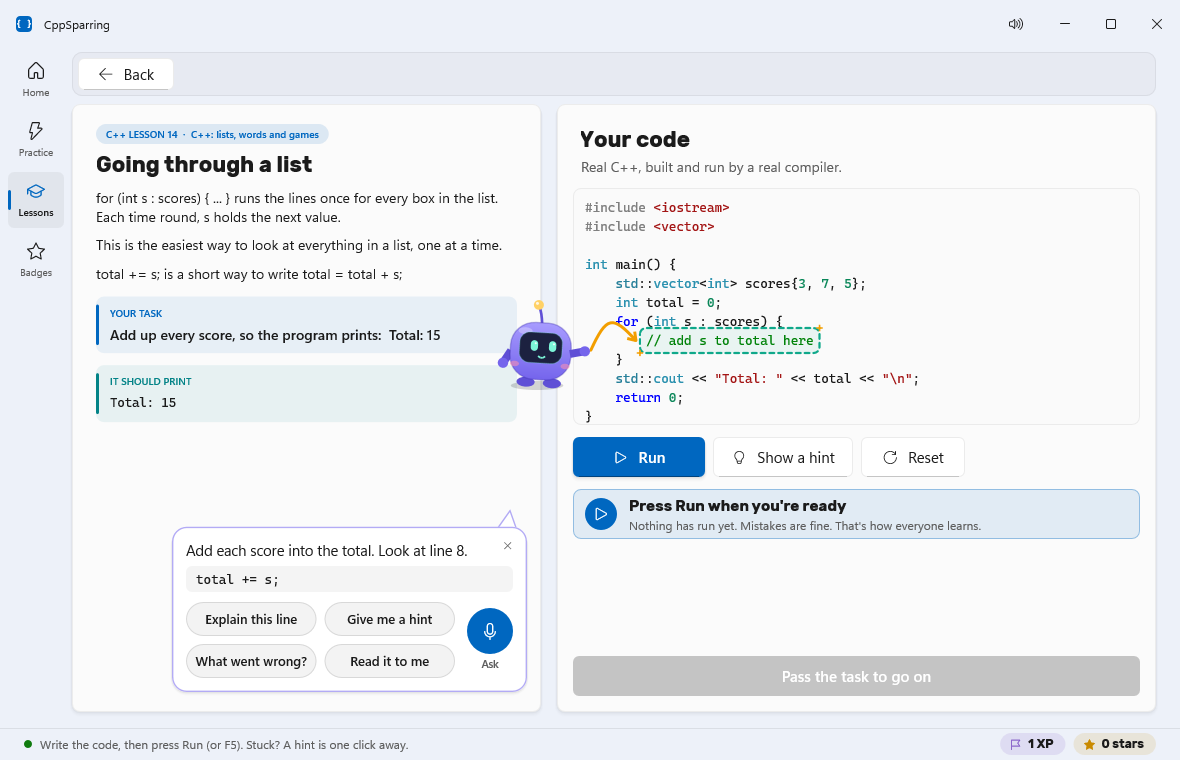 CppSparring
Home
Practice
Lessons
Badges
Back
C++ LESSON 14 · C++: lists, words and games
Going through a list
for (int s : scores) { ... } runs the lines once for every box in the list.
Each time round, s holds the next value.
This is the easiest way to look at everything in a list, one at a time.
total += s; is a short way to write total = total + s;
YOUR TASK
Add up every score, so the program prints: Total: 15
IT SHOULD PRINT
Total: 15
Add each score into the total. Look at line 8.
total += s;
Explain this line
Give me a hint
What went wrong?
Read it to me
Ask
Your code
Real C++, built and run by a real compiler.
#include <iostream>
#include <vector>
int main() {
    std::vector<int> scores{3, 7, 5};
    int total = 0;
    for (int s : scores) {
        // add s to total here
    }
    std::cout << "Total: " << total << "\n";
    return 0;
}
Run
Show a hint
Reset
Press Run when you're ready
Nothing has run yet. Mistakes are fine. That's how everyone learns.
Pass the task to go on
Write the code, then press Run (or F5). Stuck? A hint is one click away.
1 XP
0 stars